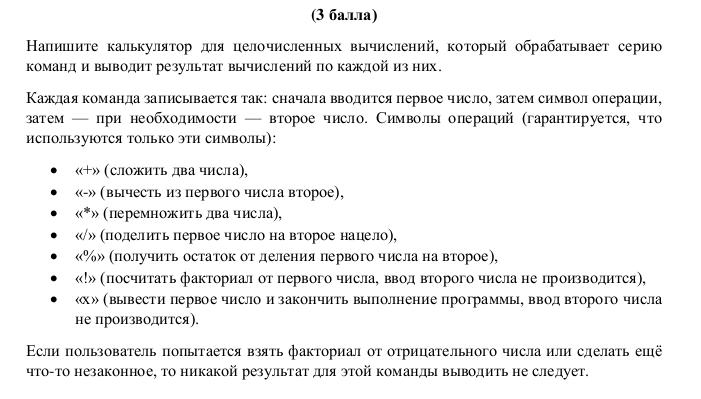 (3 балла)
Напишите калькулятор для целочисленных вычислений, который обрабатывает серию
команд и выводит результат вычислений по каждой из них.
Каждая команда записывается так: сначала вводится первое число, затем символ операции,
затем — при необходимости — второе число. Символы операций (гарантируется, что
используются только эти символы):
• «+» (сложить два числа),
• «-» (вычесть из первого числа второе),
• «*» (перемножить два числа),
• «/» (поделить первое число на второе нацело),
• «%» (получить остаток от деления первого числа на второе),
• «!» (посчитать факториал от первого числа, ввод второго числа не производится),
• «x» (вывести первое число и закончить выполнение программы, ввод второго числа
не производится).
Если пользователь попытается взять факториал от отрицательного числа или сделать ещё
что-то незаконное, то никакой результат для этой команды выводить не следует.